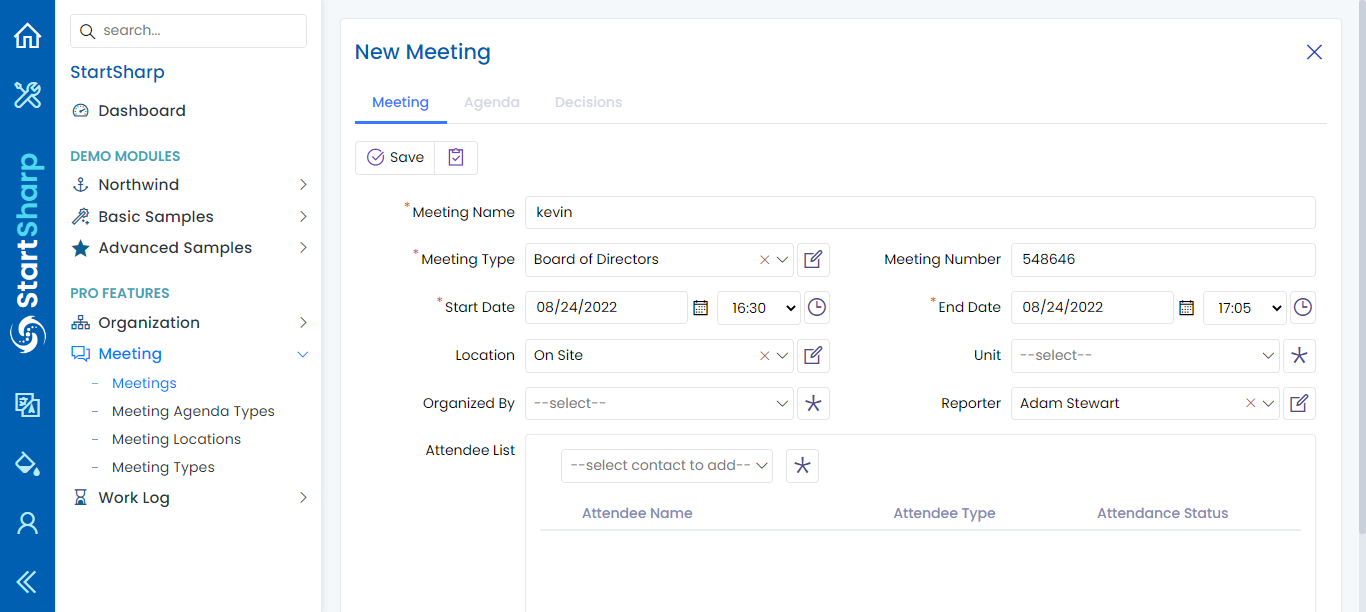 search...
StartSharp
Dashboard
DEMO MODULES
Northwind
Basic Samples
Advanced Samples
PRO FEATURES
Organization
Meeting
- Meetings
- Meeting Agenda Types
- Meeting Locations
- Meeting Types
Work Log
StartSharp
New Meeting
Meeting Agenda Decisions
Save
*Meeting Name kevin
*Meeting Type Board of Directors Meeting Number 548646
*Start Date 08/24/2022 16:30 *End Date 08/24/2022 17:05
Location On Site Unit --select--
Organized By --select-- Reporter Adam Stewart
Attendee List --select contact to add--
Attendee Name Attendee Type Attendance Status